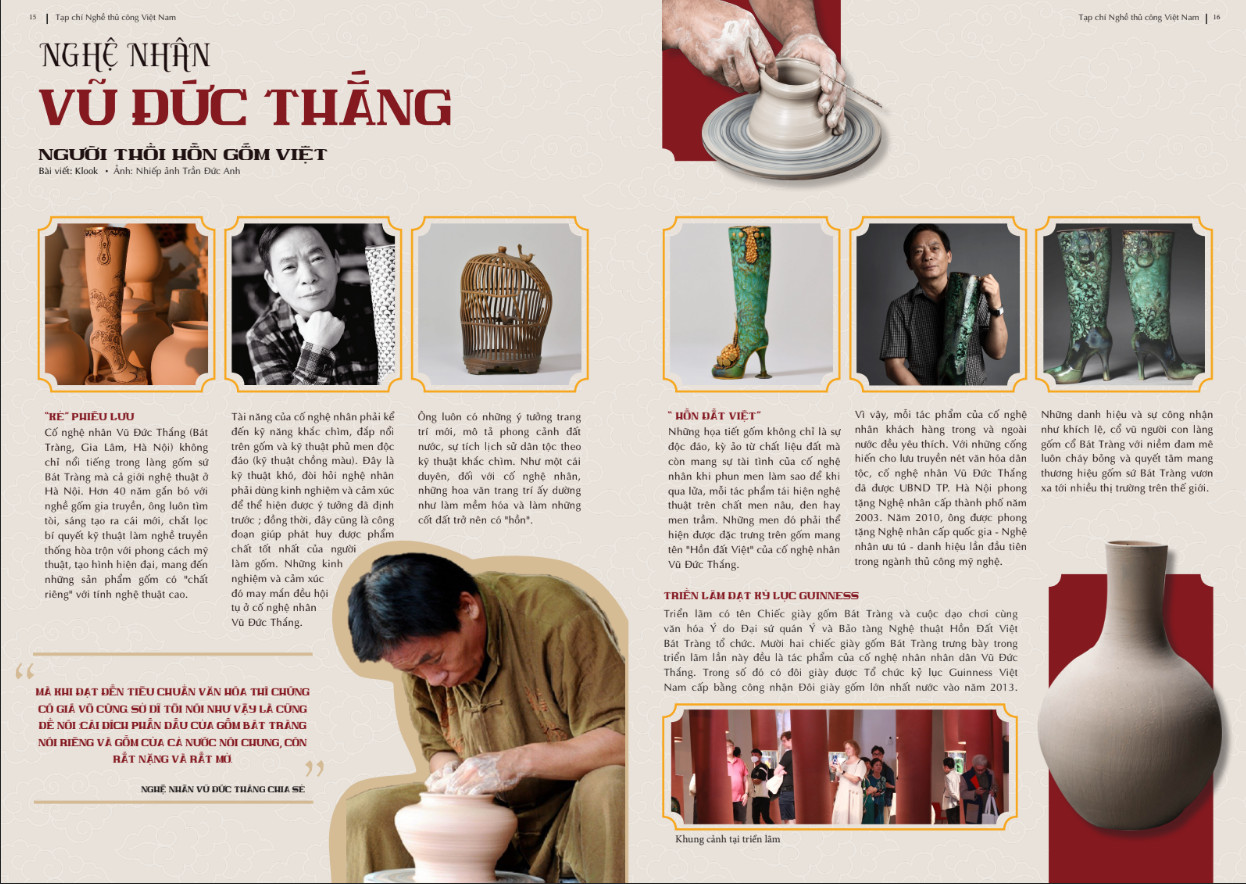 15 | Tạp chí Nghề thủ công Việt Nam
NGHỆ NHÂN
VŨ ĐỨC THẮNG
NGƯỜI THỔI HỒN GỐM VIỆT
Bài viết: Klook • Ảnh: Nhiếp ảnh Trần Đức Anh
"KẺ" PHIÊU LƯU
Cố nghệ nhân Vũ Đức Thắng (Bát
Tràng, Gia Lâm, Hà Nội) không
chỉ nổi tiếng trong làng gốm sứ
Bát Tràng mà cả giới nghệ thuật ở
Hà Nội. Hơn 40 năm gắn bó với
nghề gốm gia truyền, ông luôn tìm
tòi, sáng tạo ra cái mới, chắt lọc
bí quyết kỹ thuật làm nghề truyền
thống hòa trộn với phong cách mỹ
thuật, tạo hình hiện đại, mang đến
những sản phẩm gốm có "chất
riêng" với tính nghệ thuật cao.
Tài năng của cố nghệ nhân phải kể
đến kỹ năng khắc chìm, đắp nổi
trên gốm và kỹ thuật phủ men độc
đáo (kỹ thuật chồng màu). Đây là
kỹ thuật khó, đòi hỏi nghệ nhân
phải dùng kinh nghiệm và cảm xúc
để thể hiện được ý tưởng đã định
trước ; đồng thời, đây cũng là công
đoạn giúp phát huy được phẩm
chất tốt nhất của người
làm gốm. Những kinh
nghiệm và cảm xúc
đó may mắn đều hội
tụ ở cố nghệ nhân
Vũ Đức Thắng.
Ông luôn có những ý tưởng trang
trí mới, mô tả phong cảnh đất
nước, sự tích lịch sử dân tộc theo
kỹ thuật khắc chìm. Như một cái
duyên, đối với cố nghệ nhân,
những hoa văn trang trí ấy dường
như làm mềm hóa và làm những
cốt đất trở nên có "hồn".
“
MÀ KHI ĐẠT ĐẾN TIÊU CHUẨN VĂN HÓA THÌ CHÚNG
CÓ GIÁ VÔ CÙNG. SỞ DĨ TÔI NÓI NHƯ VẬY LÀ CŨNG
ĐỂ NÓI CÁI ĐÍCH PHẤN ĐẤU CỦA GỐM BÁT TRÀNG
NÓI RIÊNG VÀ GỐM CỦA CẢ NƯỚC NÓI CHUNG, CÒN
RẤT NẶNG VÀ RẤT MỞ.
”
NGHỆ NHÂN VŨ ĐỨC THẮNG CHIA SẺ
Tạp chí Nghề thủ công Việt Nam | 16
" HỒN ĐẤT VIỆT"
Những họa tiết gốm không chỉ là sự
độc đáo, kỳ ảo từ chất liệu đất mà
còn mang sự tài tình của cố nghệ
nhân khi phun men làm sao để khi
qua lửa, mỗi tác phẩm tái hiện nghệ
thuật trên chất men nâu, đen hay
men trầm. Những men đó phải thể
hiện được đặc trưng trên gốm mang
tên "Hồn đất Việt" của cố nghệ nhân
Vũ Đức Thắng.
Vì vậy, mỗi tác phẩm của cố nghệ
nhân khách hàng trong và ngoài
nước đều yêu thích. Với những cống
hiến cho lưu truyền nét văn hóa dân
tộc, cố nghệ nhân Vũ Đức Thắng
đã được UBND TP. Hà Nội phong
tặng Nghệ nhân cấp thành phố năm
2003. Năm 2010, ông được phong
tặng Nghệ nhân cấp quốc gia - Nghệ
nhân ưu tú - danh hiệu lần đầu tiên
trong ngành thủ công mỹ nghệ.
Những danh hiệu và sự công nhận
như khích lệ, cổ vũ người con làng
gốm cổ Bát Tràng với niềm đam mê
luôn cháy bỏng và quyết tâm mang
thương hiệu gốm sứ Bát Tràng vươn
xa tới nhiều thị trường trên thế giới.
TRIỂN LÃM ĐẠT KỶ LỤC GUINNESS
Triển lãm có tên Chiếc giày gốm Bát Tràng và cuộc dạo chơi cùng
văn hóa Ý do Đại sứ quán Ý và Bảo tàng Nghệ thuật Hồn Đất Việt
Bát Tràng tổ chức. Mười hai chiếc giày gốm Bát Tràng trưng bày trong
triển lãm lần này đều là tác phẩm của cố nghệ nhân nhân dân Vũ Đức
Thắng. Trong số đó có đôi giày được Tổ chức kỷ lục Guinness Việt
Nam cấp bằng công nhận Đôi giày gốm lớn nhất nước vào năm 2013.
Khung cảnh tại triển lãm